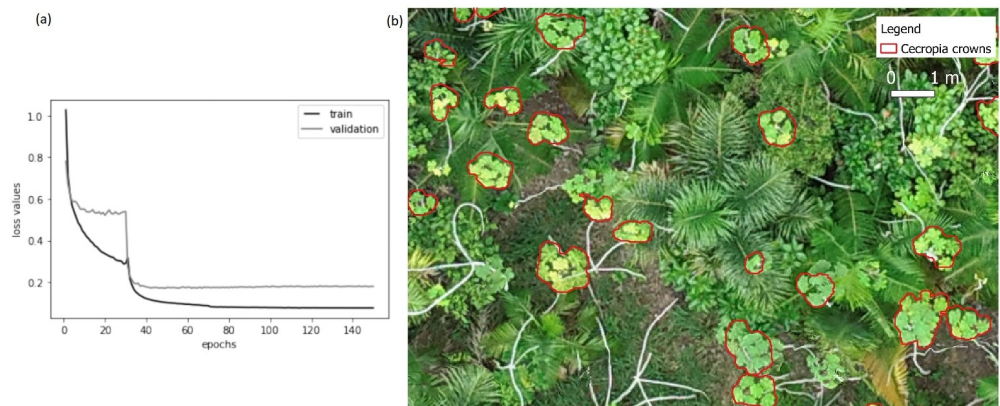 (a)
train
validation
loss values
1.0
0.8
0.6
0.4
0.2
0
20
40
60
80
100
120
140
epochs
(b)
Legend
Cecropia crowns
0 1 m